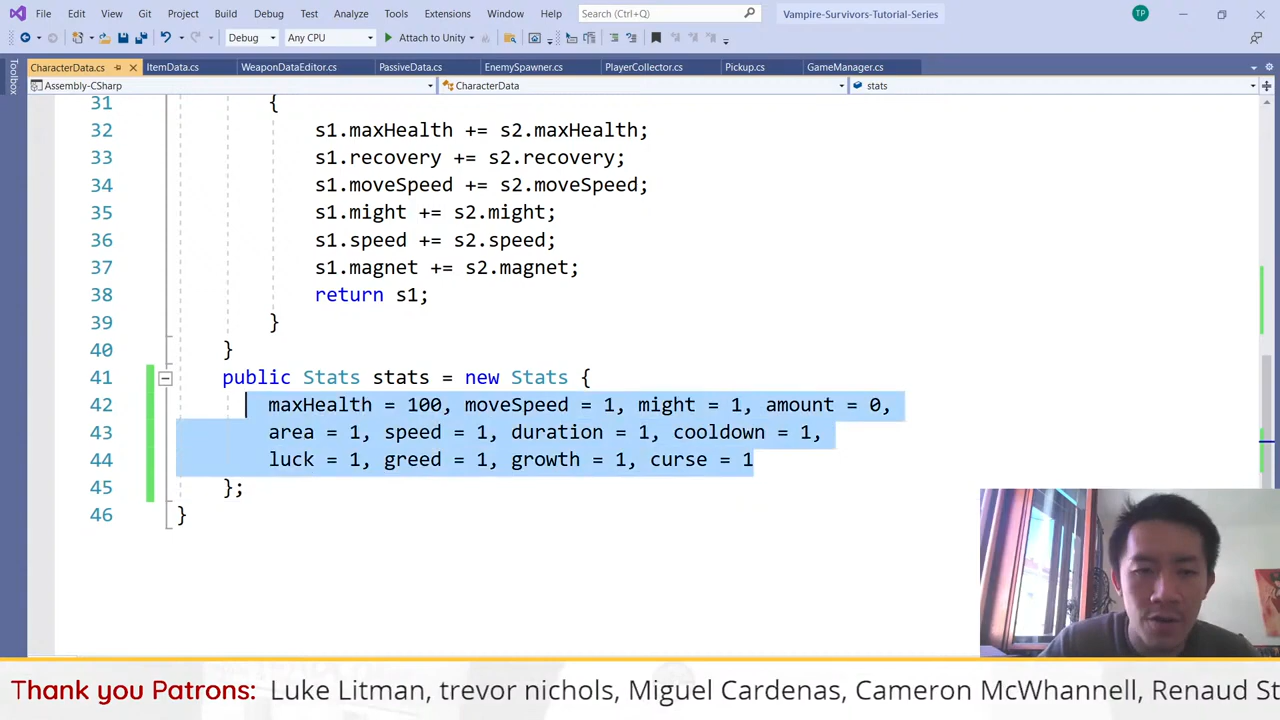 File Edit View Git Project Build Debug Test Analyze Tools Extensions Window Help Search (Ctrl+Q) Vampire-Survivors-Tutorial-Series TP
Debug Any CPU Attach to Unity
CharacterData.cs ItemData.cs WeaponDataEditor.cs PassiveData.cs EnemySpawner.cs PlayerCollector.cs Pickup.cs GameManager.cs
Toolbox
Assembly-CSharp CharacterData stats
31 {
32 s1.maxHealth += s2.maxHealth;
33 s1.recovery += s2.recovery;
34 s1.moveSpeed += s2.moveSpeed;
35 s1.might += s2.might;
36 s1.speed += s2.speed;
37 s1.magnet += s2.magnet;
38 return s1;
39 }
40 }
41 public Stats stats = new Stats {
42 maxHealth = 100, moveSpeed = 1, might = 1, amount = 0,
43 area = 1, speed = 1, duration = 1, cooldown = 1,
44 luck = 1, greed = 1, growth = 1, curse = 1
45 };
46 }
Thank you Patrons: Luke Litman, trevor nichols, Miguel Cardenas, Cameron McWhannell, Renaud St